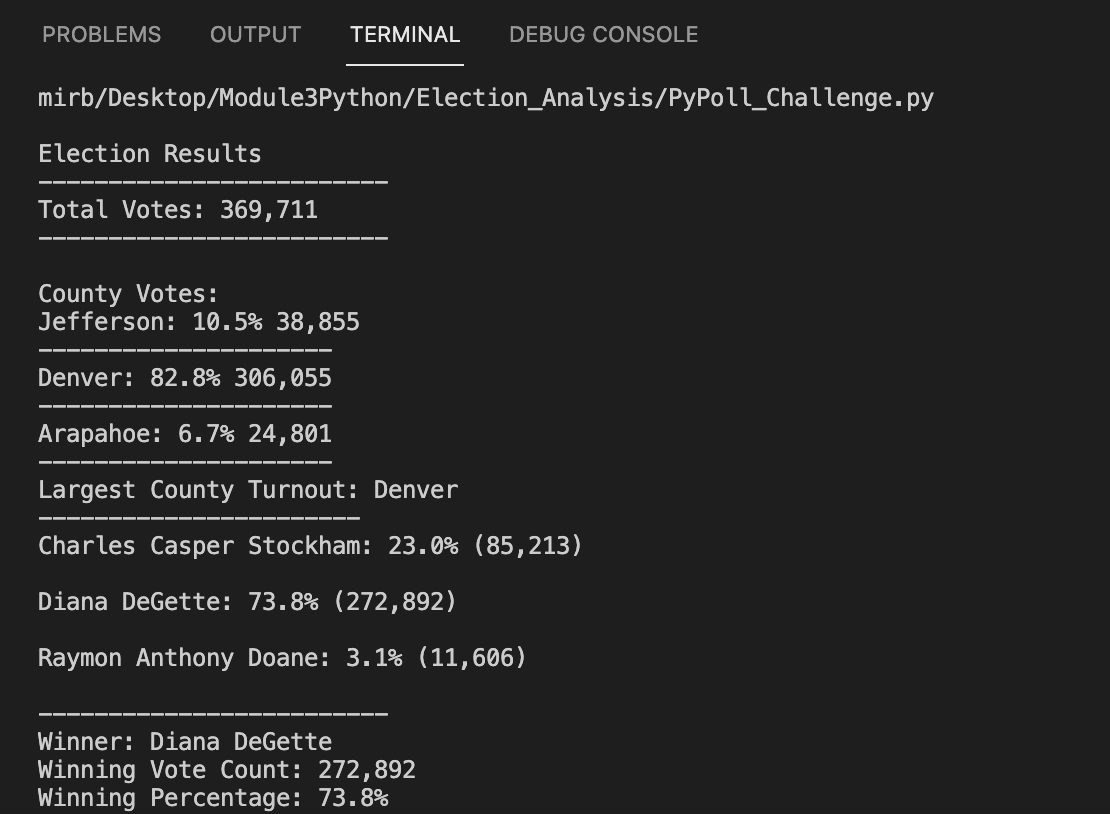 PROBLEMS OUTPUT TERMINAL DEBUG CONSOLE
mirb/Desktop/Module3Python/Election_Analysis/PyPoll_Challenge.py
Election Results
-------------------------
Total Votes: 369,711
-------------------------
County Votes:
Jefferson: 10.5% 38,855
---------------------
Denver: 82.8% 306,055
---------------------
Arapahoe: 6.7% 24,801
---------------------
Largest County Turnout: Denver
-----------------------
Charles Casper Stockham: 23.0% (85,213)
Diana DeGette: 73.8% (272,892)
Raymon Anthony Doane: 3.1% (11,606)
-------------------------
Winner: Diana DeGette
Winning Vote Count: 272,892
Winning Percentage: 73.8%